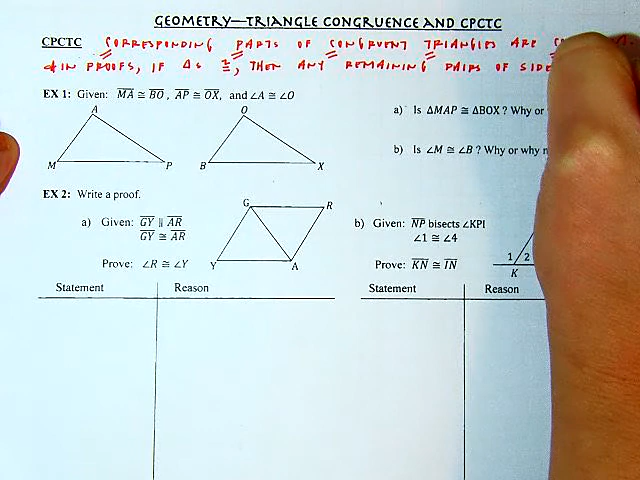 GEOMETRY—TRIANGLE CONGRUENCE AND CPCTC
CPCTC CORRESPONDING PARTS OF CONGRUENT TRIANGLES ARE
IN PROOFS, IF Δs ≅, THEN ANY REMAINING PAIRS OF SIDE
EX 1: Given: MA ≅ BO, AP ≅ OX, and ∠A ≅ ∠O
a) Is ΔMAP ≅ ΔBOX? Why or
A
O
M
P
B
X
b) Is ∠M ≅ ∠B? Why or why n
EX 2: Write a proof.
a) Given: GY ∥ AR
GY ≅ AR
Prove: ∠R ≅ ∠Y
G
R
Y
A
b) Given: NP bisects ∠KPI
∠1 ≅ ∠4
Prove: KN ≅ IN
1 2
K
Statement Reason
Statement Reason